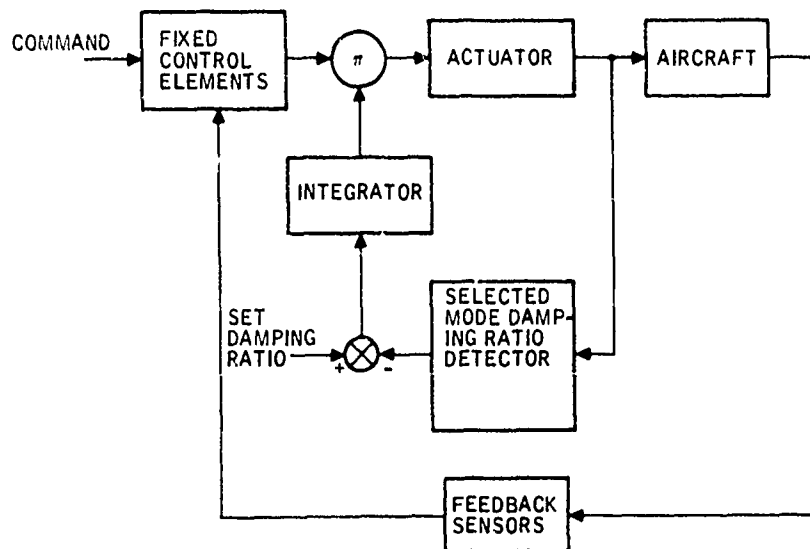 COMMAND
FIXED
CONTROL
ELEMENTS
π
ACTUATOR
AIRCRAFT
INTEGRATOR
SET
DAMPING
RATIO
+
-
SELECTED
MODE DAMP-
ING RATIO
DETECTOR
FEEDBACK
SENSORS